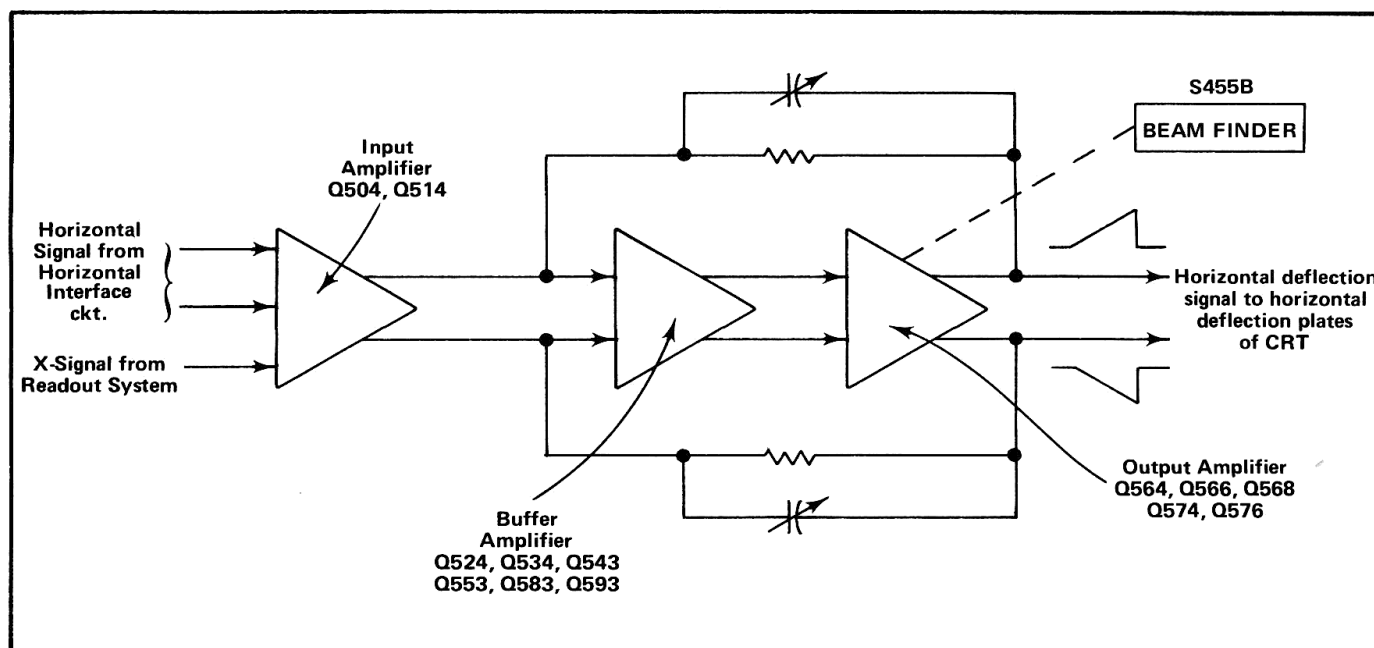 S455B
BEAM FINDER
Input
Amplifier
Q504, Q514
Horizontal
Signal from
Horizontal
Interface
ckt.
X-Signal from
Readout System
Horizontal deflection
signal to horizontal
deflection plates
of CRT
Buffer
Amplifier
Q524, Q534, Q543
Q553, Q583, Q593
Output Amplifier
Q564, Q566, Q568
Q574, Q576